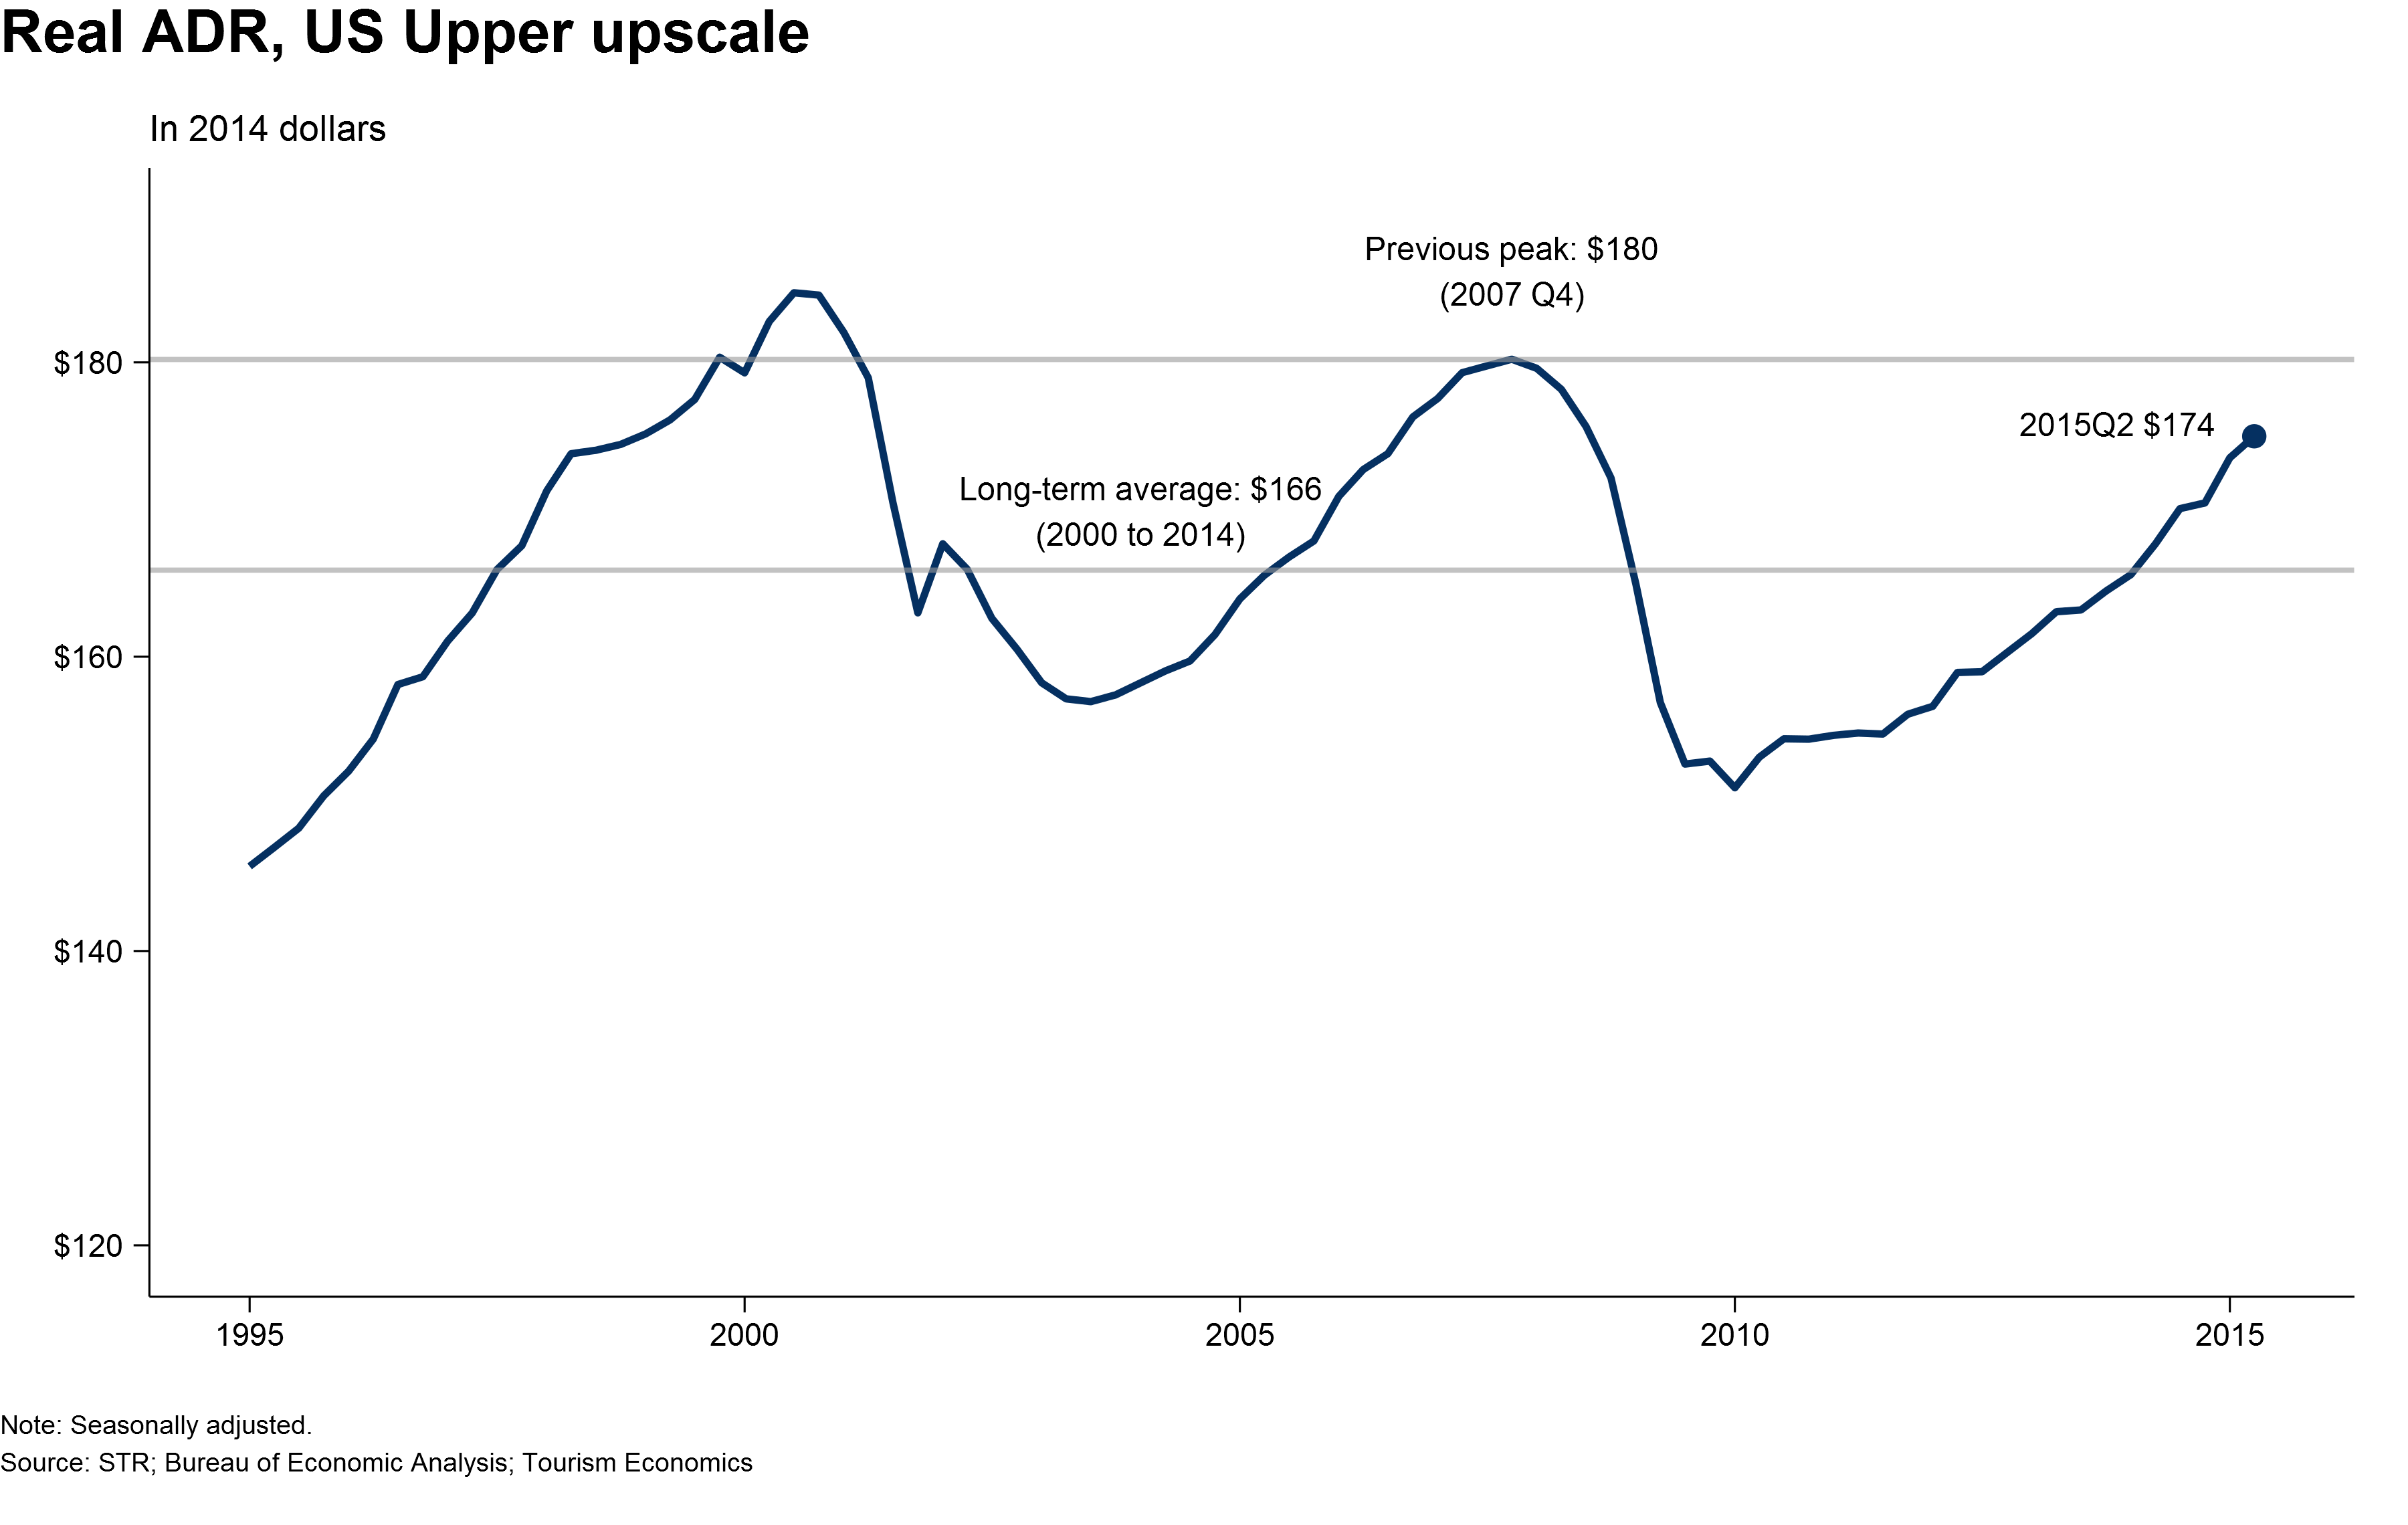 Real ADR, US Upper upscale
In 2014 dollars
Previous peak: $180
(2007 Q4)
$180
2015Q2 $174
Long-term average: $166
(2000 to 2014)
$160
$140
$120
1995
2000
2005
2010
2015
Note: Seasonally adjusted.
Source: STR; Bureau of Economic Analysis; Tourism Economics